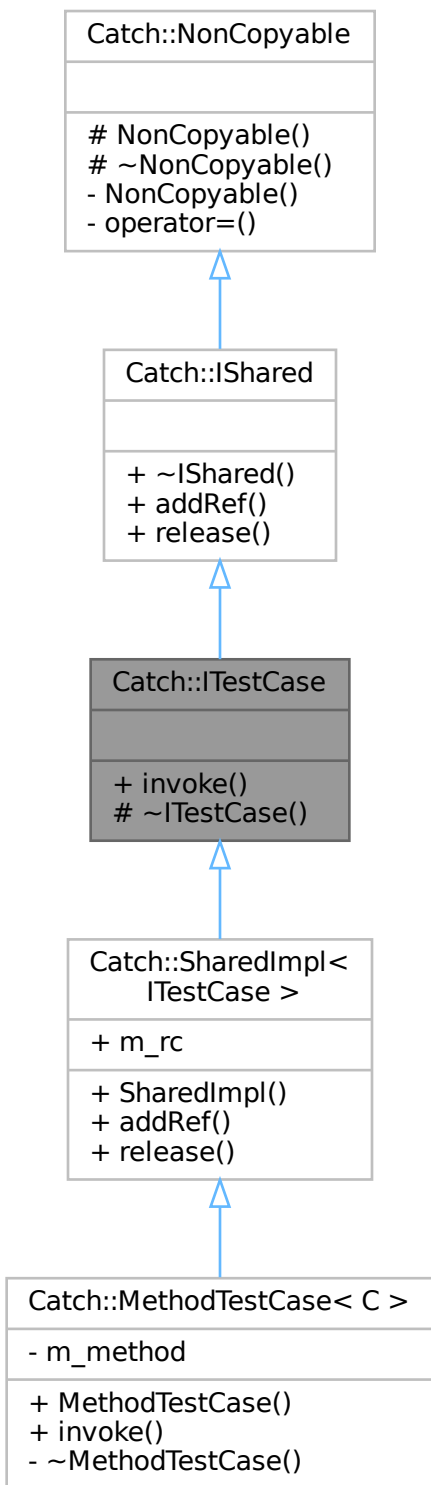 Catch::NonCopyable
# NonCopyable()
# ~NonCopyable()
- NonCopyable()
- operator=()
Catch::IShared
+ ~IShared()
+ addRef()
+ release()
Catch::ITestCase
+ invoke()
# ~ITestCase()
Catch::SharedImpl<
ITestCase >
+ m_rc
+ SharedImpl()
+ addRef()
+ release()
Catch::MethodTestCase< C >
- m_method
+ MethodTestCase()
+ invoke()
- ~MethodTestCase()